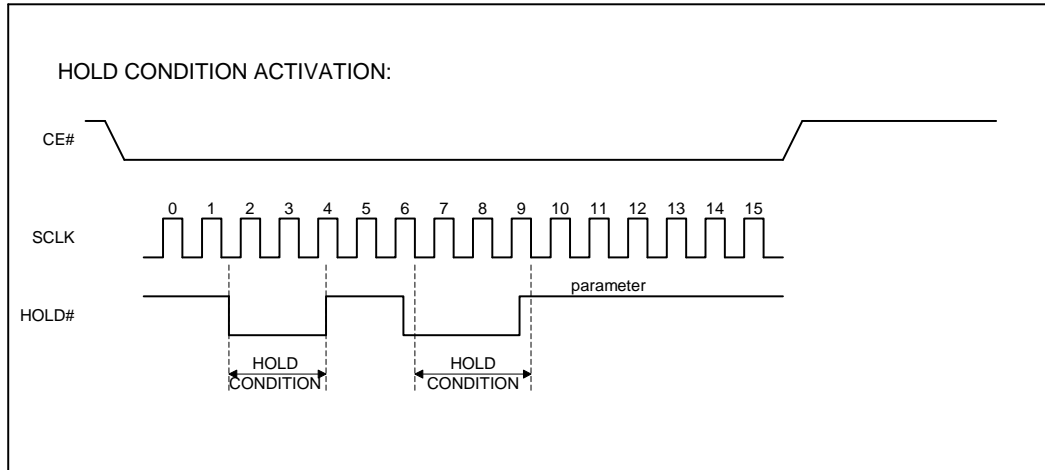 HOLD CONDITION ACTIVATION:
CE#
0 1 2 3 4 5 6 7 8 9 10 11 12 13 14 15
SCLK
parameter
HOLD#
HOLD
CONDITION
HOLD
CONDITION